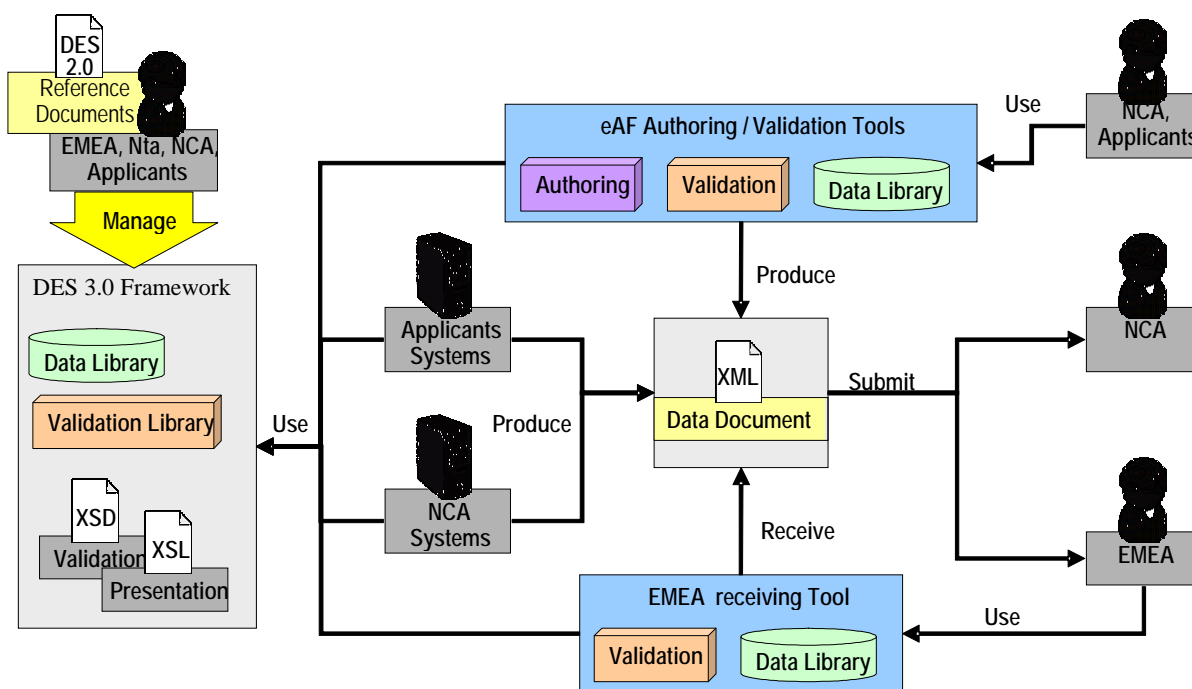 DES
2.0
Reference
Documents
EMEA, Nta, NCA,
Applicants
Manage
DES 3.0 Framework
Data Library
Validation Library
XSD
Validation
XSL
Presentation
Use
eAF Authoring / Validation Tools
Authoring
Validation
Data Library
Use
NCA,
Applicants
Produce
Applicants
Systems
Produce
NCA
Systems
XML
Data Document
Submit
NCA
EMEA
Receive
EMEA receiving Tool
Validation
Data Library
Use